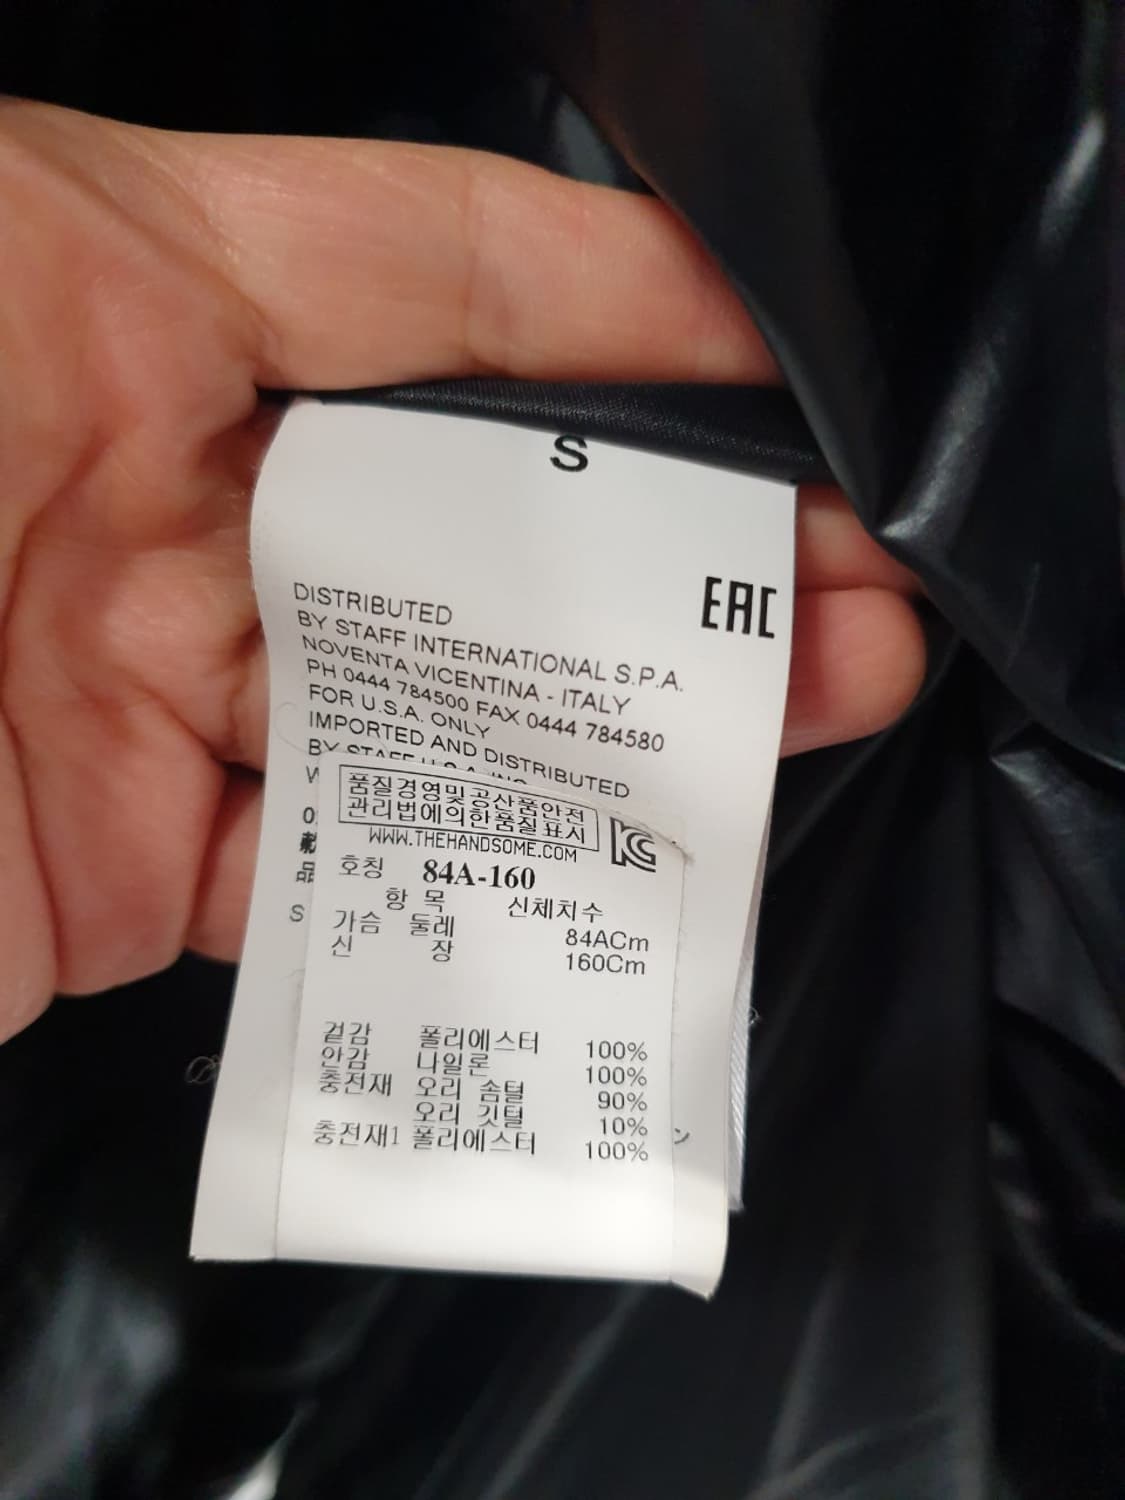 S
EAC
DISTRIBUTED
BY STAFF INTERNATIONAL S.P.A.
NOVENTA VICENTINA - ITALY
PH 0444 784500 FAX 0444 784580
FOR U.S.A. ONLY
IMPORTED AND DISTRIBUTED
BY STAFF U.S.A. INC
품질경영및공산품안전
관리법에의한품질표시
WWW.THEHANDSOME.COM
호칭 84A-160
항 목 신체치수
가슴 둘레 84ACm
신 장 160Cm
겉감 폴리에스터 100%
안감 나일론 100%
충전재 오리 솜털 90%
오리 깃털 10%
충전재1 폴리에스터 100%
品
S
ン